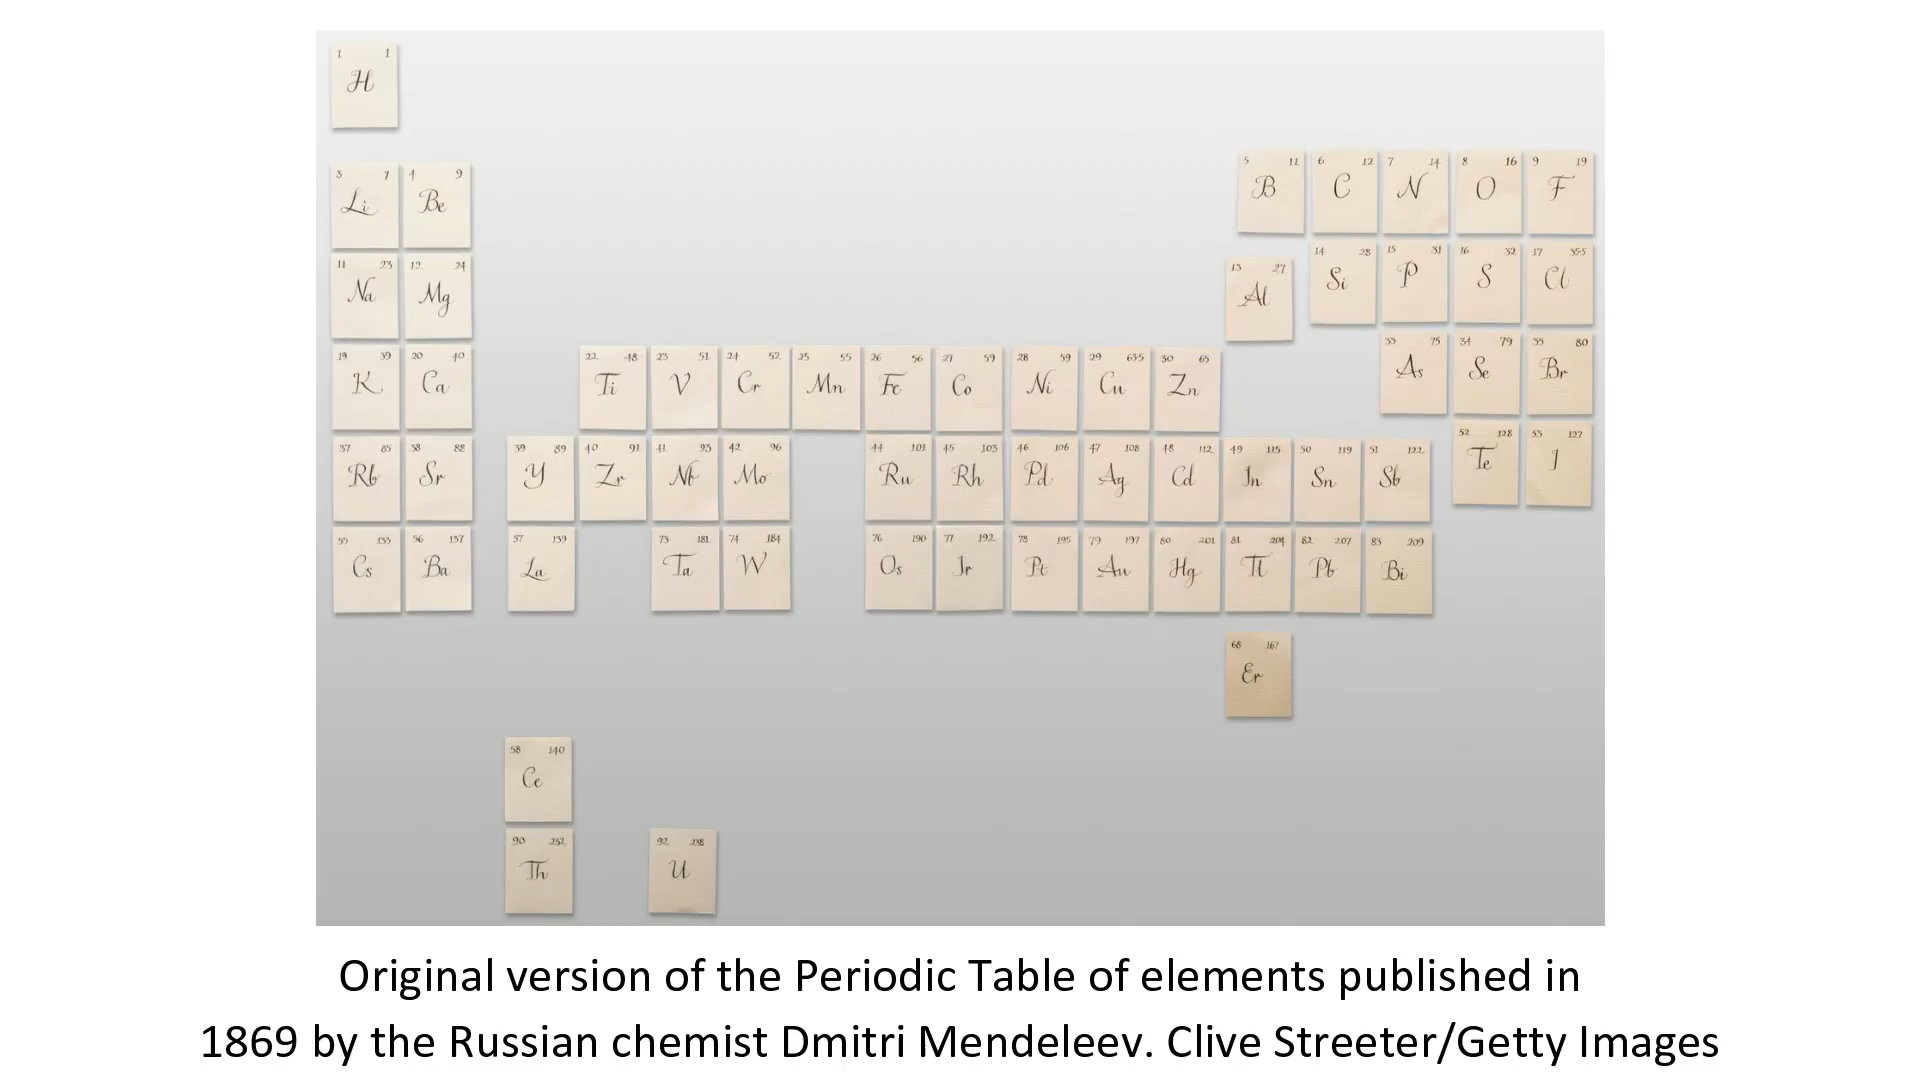 1 1
H
3 7 4 9
Li Be
5 11 6 12 7 14 8 16 9 19
B C N O F
11 23 12 24
Na Mg
13 27 14 28 15 31 16 32 17 355
Al Si P S Cl
19 39 20 40
K Ca
22 48 23 51 24 52 25 55 26 56 27 59 28 59 29 635 30 65
Ti V Cr Mn Fe Co Ni Cu Zn
33 75 34 79 35 80
As Se Br
37 85 38 88 39 89 40 91 41 93 42 96 44 101 45 103 46 106 47 108 48 112 49 115 50 119 51 122
Rb Sr Y Zr Nb Mo Ru Rh Pd Ag Cd In Sn Sb
52 128 53 127
Te I
55 133 56 137 57 139 73 181 74 184 76 190 77 192 78 195 79 197 80 201 81 204 82 207 83 209
Cs Ba La Ta W Os Ir Pt Au Hg Tl Pb Bi
68 167
Er
58 140
Ce
90 232 92 238
Th U
Original version of the Periodic Table of elements published in
1869 by the Russian chemist Dmitri Mendeleev. Clive Streeter/Getty Images